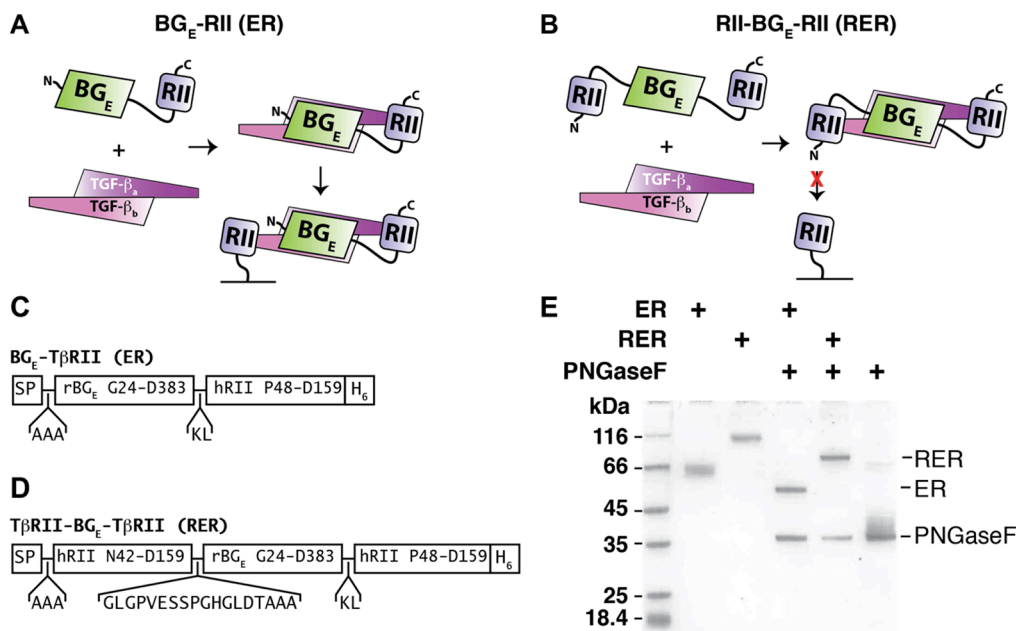 A
BG_E-RII (ER)
N
BG_E
C
RII
+
TGF-β_a
TGF-β_b
N
BG_E
C
RII
RII
N
BG_E
C
RII
B
RII-BG_E-RII (RER)
RII
N
BG_E
C
RII
+
TGF-β_a
TGF-β_b
RII
N
BG_E
C
RII
X
RII
C
BG_E-TβRII (ER)
SP rBG_E G24-D383 hRII P48-D159 H_6
AAA KL
D
TβRII-BG_E-TβRII (RER)
SP hRII N42-D159 rBG_E G24-D383 hRII P48-D159 H_6
AAA GLGPVESSPGHGLDTAAA KL
E
ER + +
RER + +
PNGaseF + + +
kDa
116
66
45
35
25
18.4
RER
ER
PNGaseF